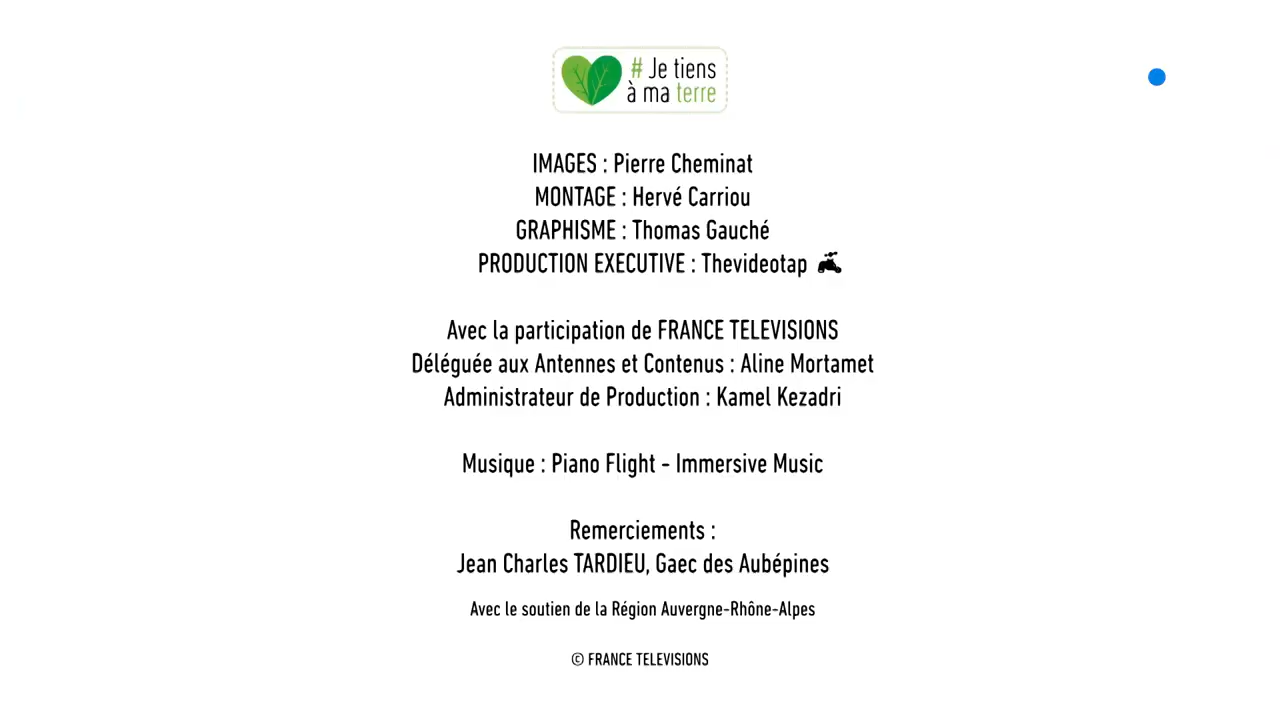 # Je tiens
à ma terre
IMAGES : Pierre Cheminat
MONTAGE : Hervé Carriou
GRAPHISME : Thomas Gauché
PRODUCTION EXECUTIVE : Thevideotap
Avec la participation de FRANCE TELEVISIONS
Déléguée aux Antennes et Contenus : Aline Mortamet
Administrateur de Production : Kamel Kezadri
Musique : Piano Flight - Immersive Music
Remerciements :
Jean Charles TARDIEU, Gaec des Aubépines
Avec le soutien de la Région Auvergne-Rhône-Alpes
© FRANCE TELEVISIONS